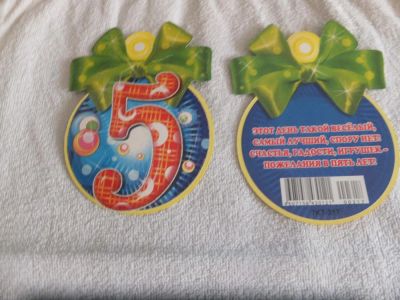 5
ЭТОТ ДЕНЬ ТАКОЙ ВЕСЁЛЫЙ,
САМЫЙ ЛУЧШИЙ, СПОРУ НЕТ!
СЧАСТЬЯ, РАДОСТИ, ИГРУШЕК –
ПОЖЕЛАНИЯ В ПЯТЬ ЛЕТ!